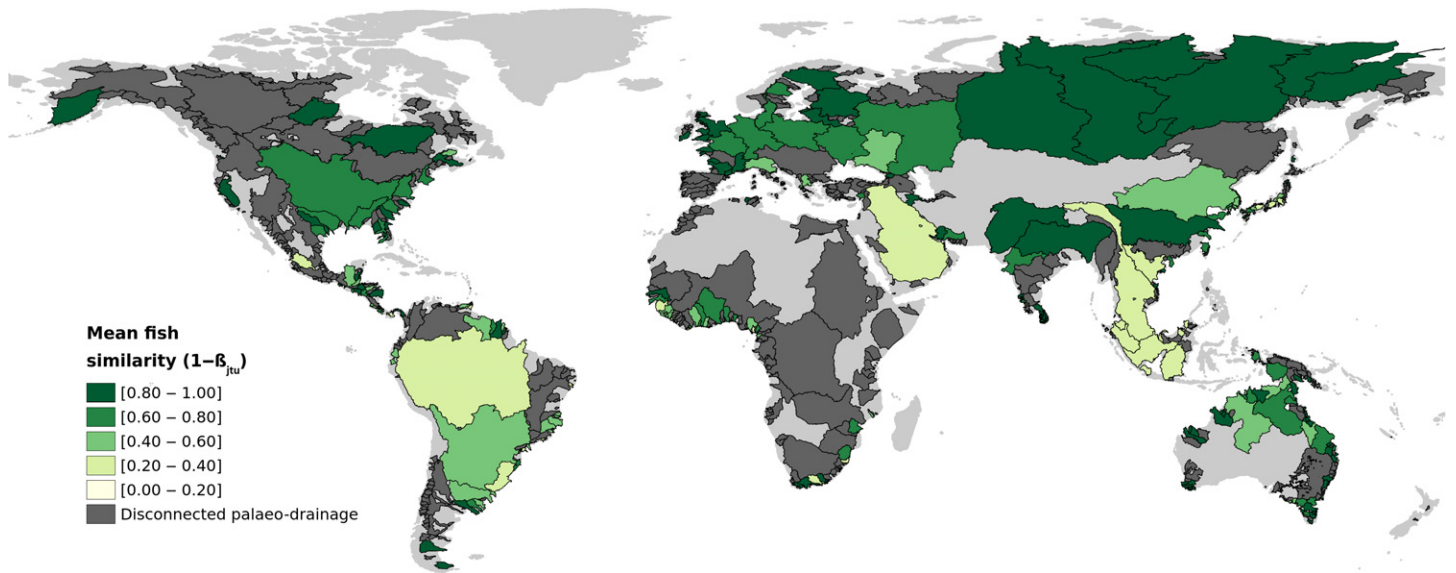 Mean fish
similarity (1−ß_jtu)
[0.80 − 1.00]
[0.60 − 0.80]
[0.40 − 0.60]
[0.20 − 0.40]
[0.00 − 0.20]
Disconnected palaeo-drainage